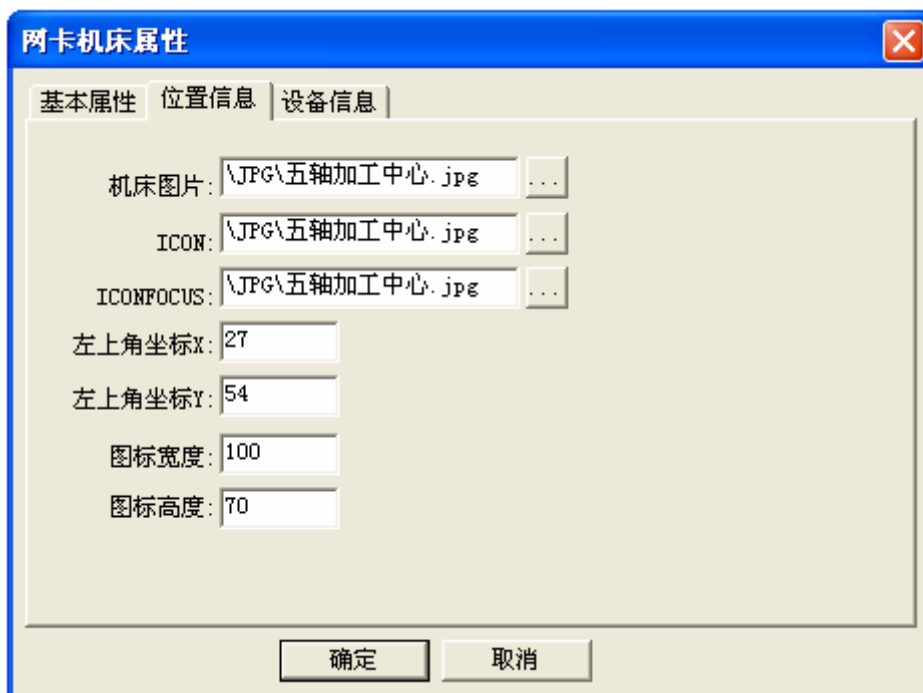 网卡机床属性
基本属性 位置信息 设备信息
机床图片: \JPG\五轴加工中心.jpg ...
ICON: \JPG\五轴加工中心.jpg ...
ICONFOCUS: \JPG\五轴加工中心.jpg ...
左上角坐标X: 27
左上角坐标Y: 54
图标宽度: 100
图标高度: 70
确定 取消